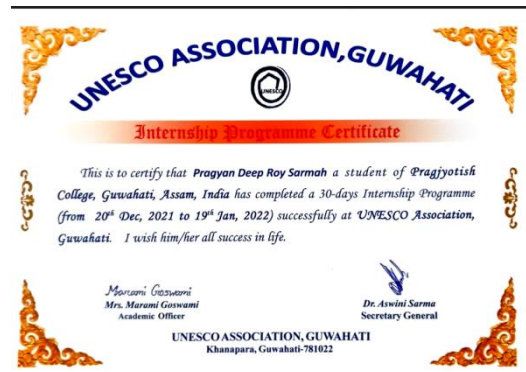 UNESCO ASSOCIATION, GUWAHATI
UNESCO
Internship Programme Certificate
This is to certify that Pragyan Deep Roy Sarmah a student of Pragjyotish
College, Guwahati, Assam, India has completed a 30-days Internship Programme
(from 20th Dec, 2021 to 19th Jan, 2022) successfully at UNESCO Association,
Guwahati. I wish him/her all success in life.
Marami Goswami
Mrs. Marami Goswami
Academic Officer
Dr. Aswini Sarma
Secretary General
UNESCO ASSOCIATION, GUWAHATI
Khanapara, Guwahati-781022